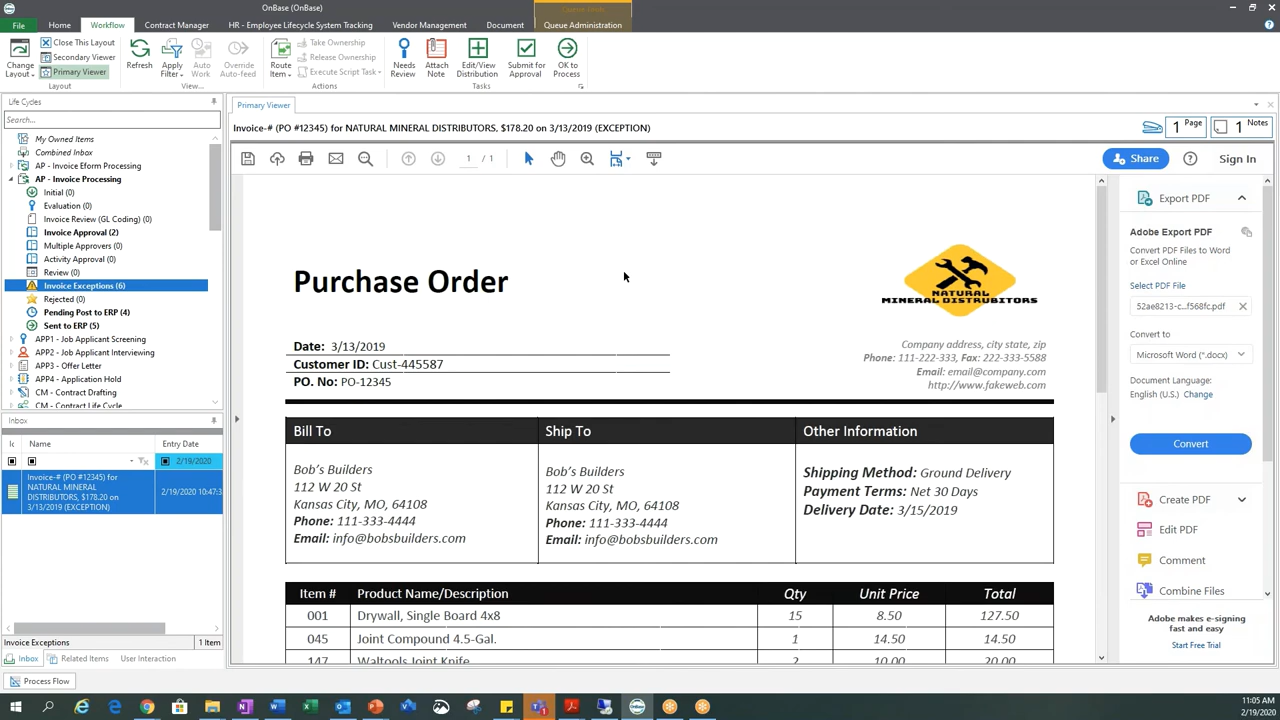 OnBase (OnBase)
File
Home
Workflow
Contract Manager
HR - Employee Lifecycle System Tracking
Vendor Management
Document
Queue Administration
Change Layout
Close This Layout
Secondary Viewer
Primary Viewer
Layout
Refresh
Apply Filter
Auto Work
Override Auto-feed
View...
Route Item
Take Ownership
Release Ownership
Execute Script Task
Actions
Needs Review
Attach Note
Edit/View Distribution
Submit for Approval
OK to Process
Tasks
Life Cycles
Search...
My Owned Items
Combined Inbox
AP - Invoice Eform Processing
AP - Invoice Processing
Initial (0)
Evaluation (0)
Invoice Review (GL Coding) (0)
Invoice Approval (2)
Multiple Approvers (0)
Activity Approval (0)
Review (0)
Invoice Exceptions (6)
Rejected (0)
Pending Post to ERP (4)
Sent to ERP (5)
APP1 - Job Applicant Screening
APP2 - Job Applicant Interviewing
APP3 - Offer Letter
APP4 - Application Hold
CM - Contract Drafting
CM - Contract Life Cycle
Inbox
Ic Name Entry Date
2/19/2020
Invoice-# (PO #12345) for
NATURAL MINERAL
DISTRIBUTORS, $178.20 on
3/13/2019 (EXCEPTION)
2/19/2020 10:47:3
Invoice Exceptions 1 Item
Inbox Related Items User Interaction
Process Flow
Primary Viewer
Invoice-# (PO #12345) for NATURAL MINERAL DISTRIBUTORS, $178.20 on 3/13/2019 (EXCEPTION)
1 Page
1 Notes
1 / 1
Share
Sign In
Purchase Order
NATURAL
MINERAL DISTRUBITORS
Date: 3/13/2019
Customer ID: Cust-445587
PO. No: PO-12345
Company address, city state, zip
Phone: 111-222-333, Fax: 222-333-5588
Email: email@company.com
http://www.fakeweb.com
Bill To
Bob's Builders
112 W 20 St
Kansas City, MO, 64108
Phone: 111-333-4444
Email: info@bobsbuilders.com
Ship To
Bob's Builders
112 W 20 St
Kansas City, MO, 64108
Phone: 111-333-4444
Email: info@bobsbuilders.com
Other Information
Shipping Method: Ground Delivery
Payment Terms: Net 30 Days
Delivery Date: 3/15/2019
Item # Product Name/Description Qty Unit Price Total
001 Drywall, Single Board 4x8 15 8.50 127.50
045 Joint Compound 4.5-Gal. 1 14.50 14.50
147 Waltools Joint Knife 2 10.00 20.00
Export PDF
Adobe Export PDF
Convert PDF Files to Word
or Excel Online
Select PDF File
52ae8213-c...f568fc.pdf
Convert to
Microsoft Word (*.docx)
Document Language:
English (U.S.) Change
Convert
Create PDF
Edit PDF
Comment
Combine Files
Adobe makes e-signing
fast and easy
Start Free Trial
11:05 AM
2/19/2020